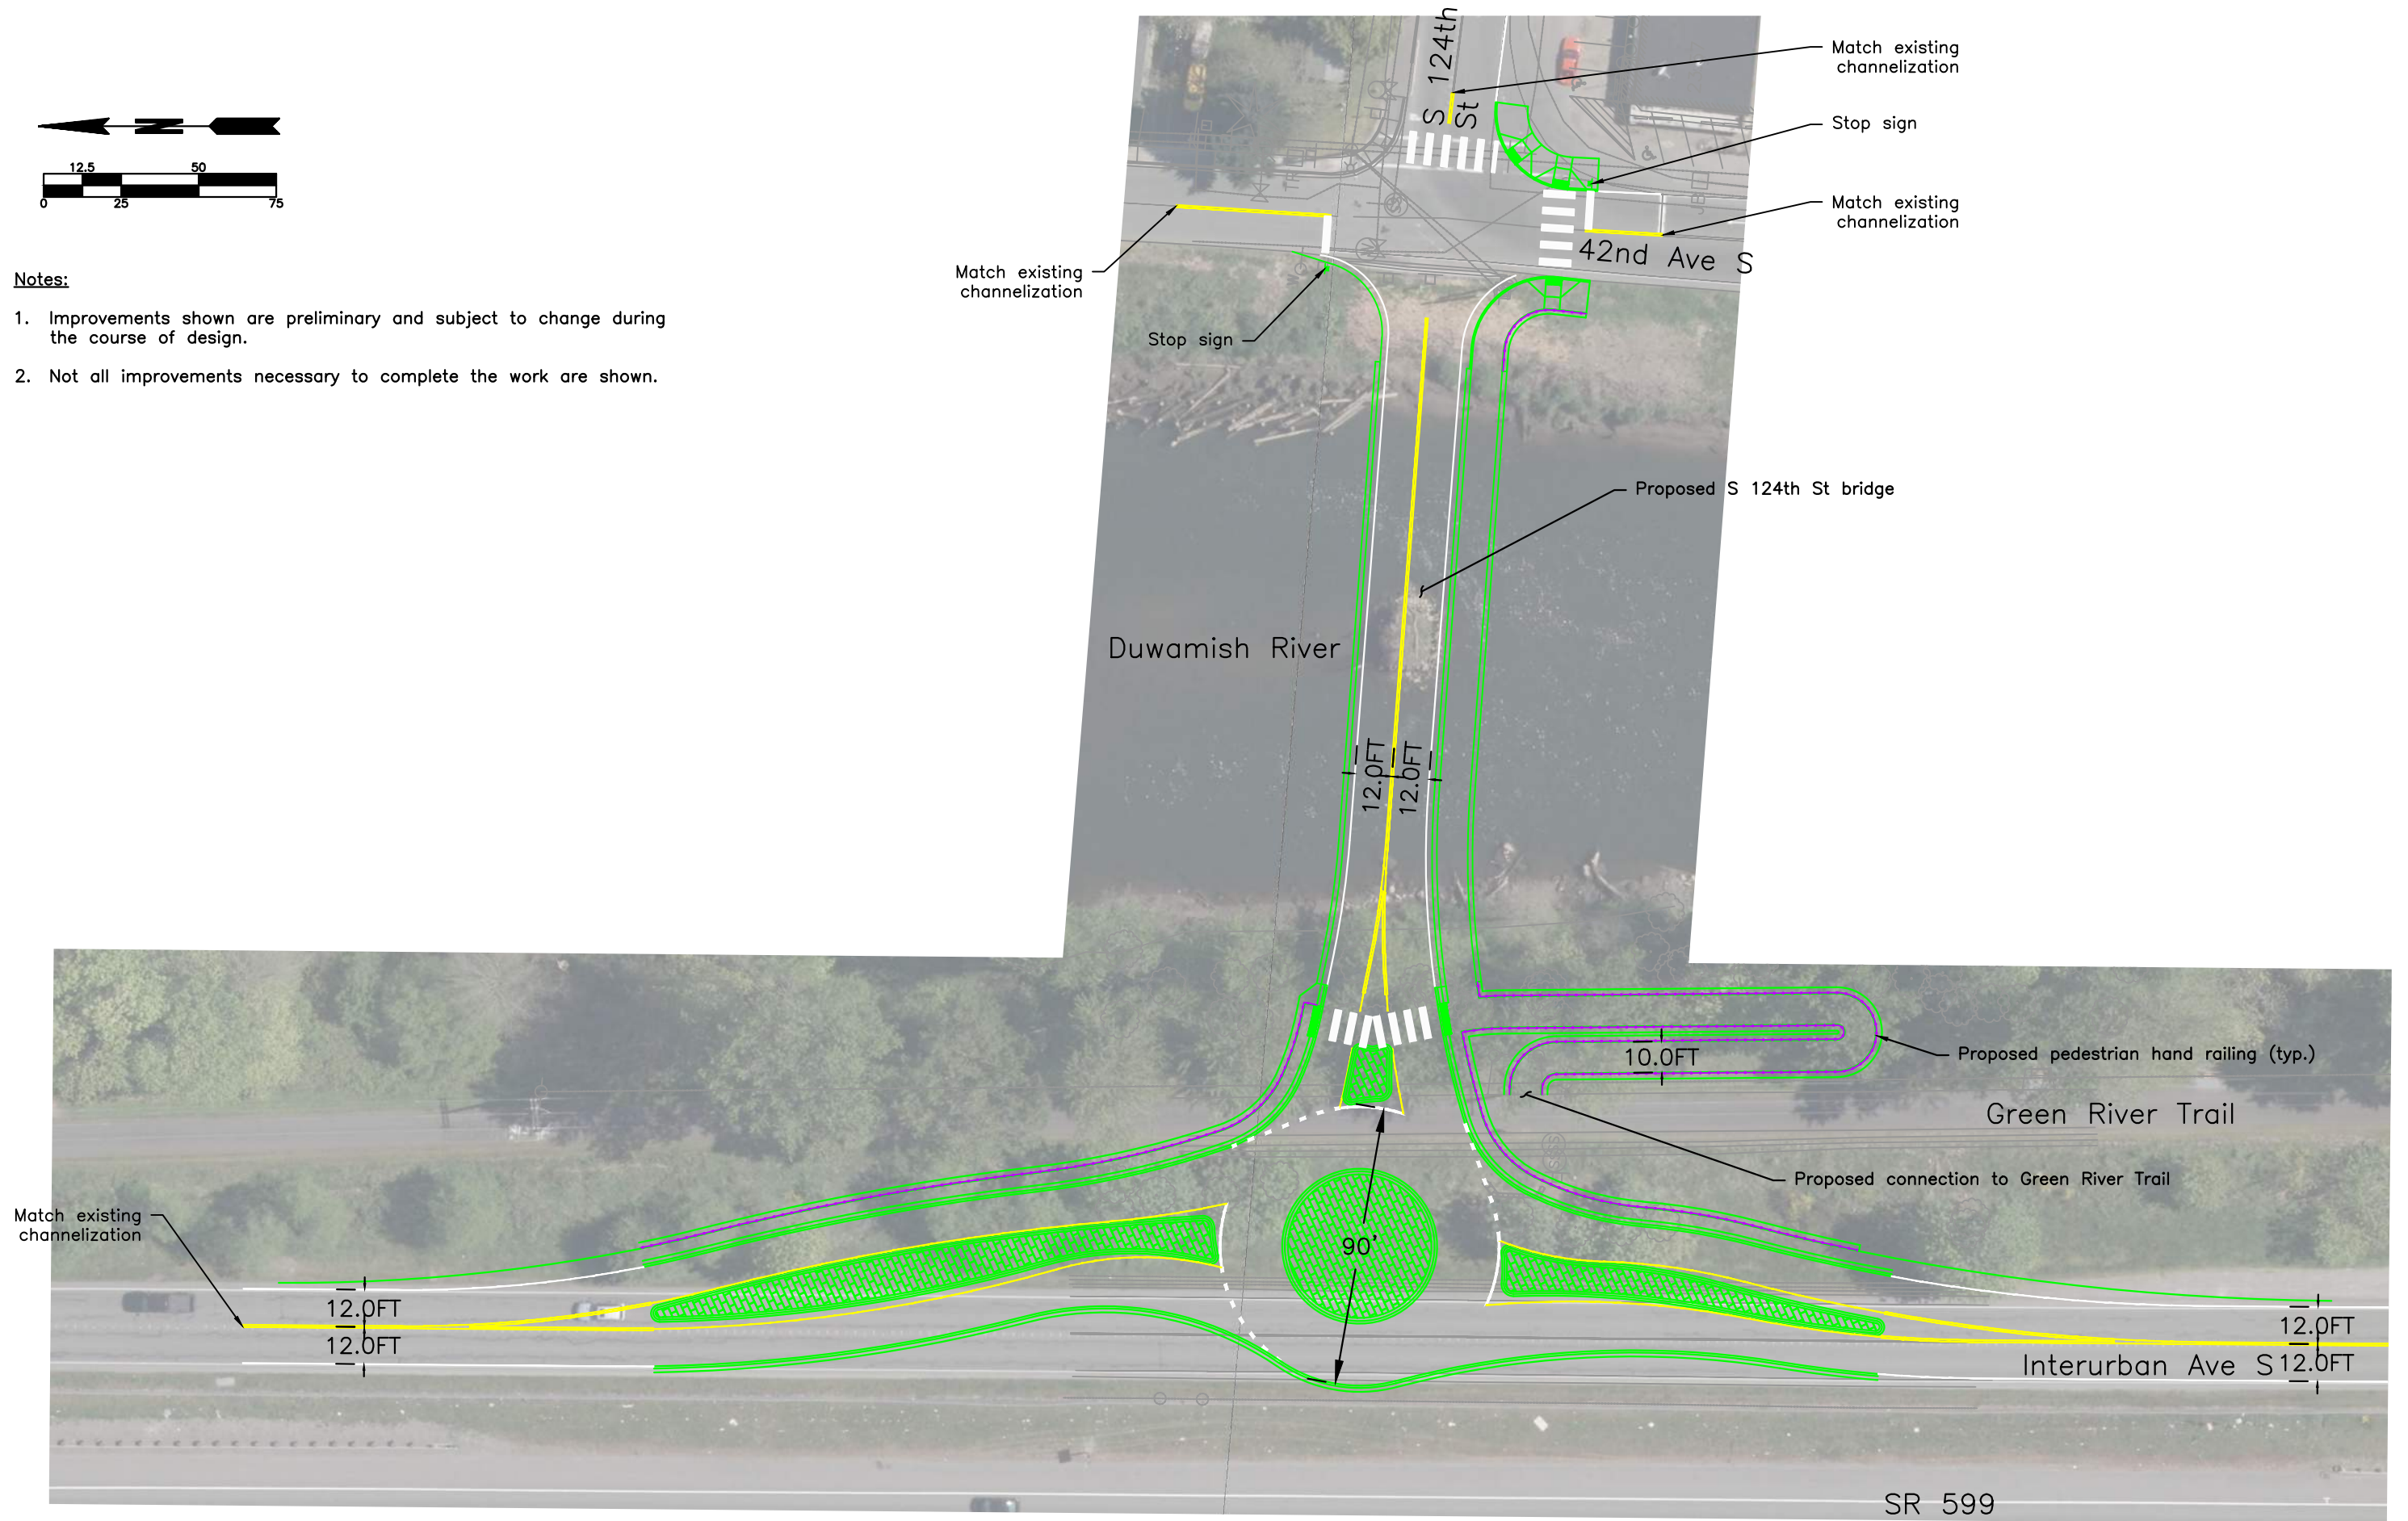 N
12.5 50
0 25 75
Notes:
1. Improvements shown are preliminary and subject to change during
the course of design.
2. Not all improvements necessary to complete the work are shown.
S 124th
St
Match existing
channelization
Stop sign
Match existing
channelization
42nd Ave S
Match existing
channelization
Stop sign
Proposed S 124th St bridge
Duwamish River
12.0FT
12.0FT
10.0FT
Proposed pedestrian hand railing (typ.)
Green River Trail
Proposed connection to Green River Trail
Match existing
channelization
90'
12.0FT
12.0FT
12.0FT
Interurban Ave S
12.0FT
SR 599